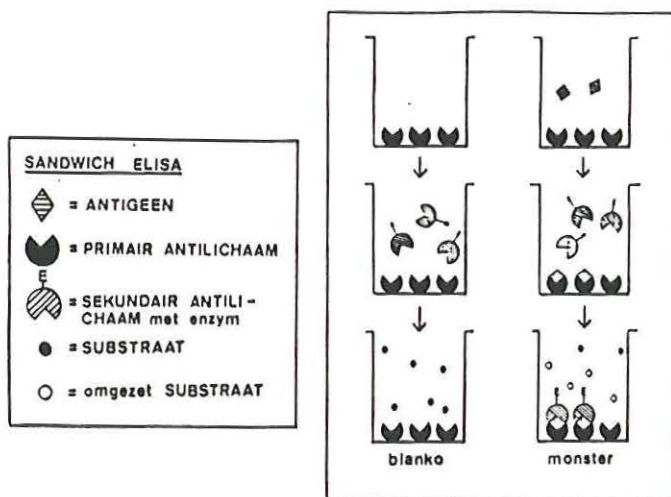 SANDWICH ELISA
= ANTIGEEN
= PRIMAIR ANTILICHAAM
E
= SEKUNDAIR ANTILI-
CHAAM met enzym
= SUBSTRAAT
= omgezet SUBSTRAAT
E E
blanko
monster